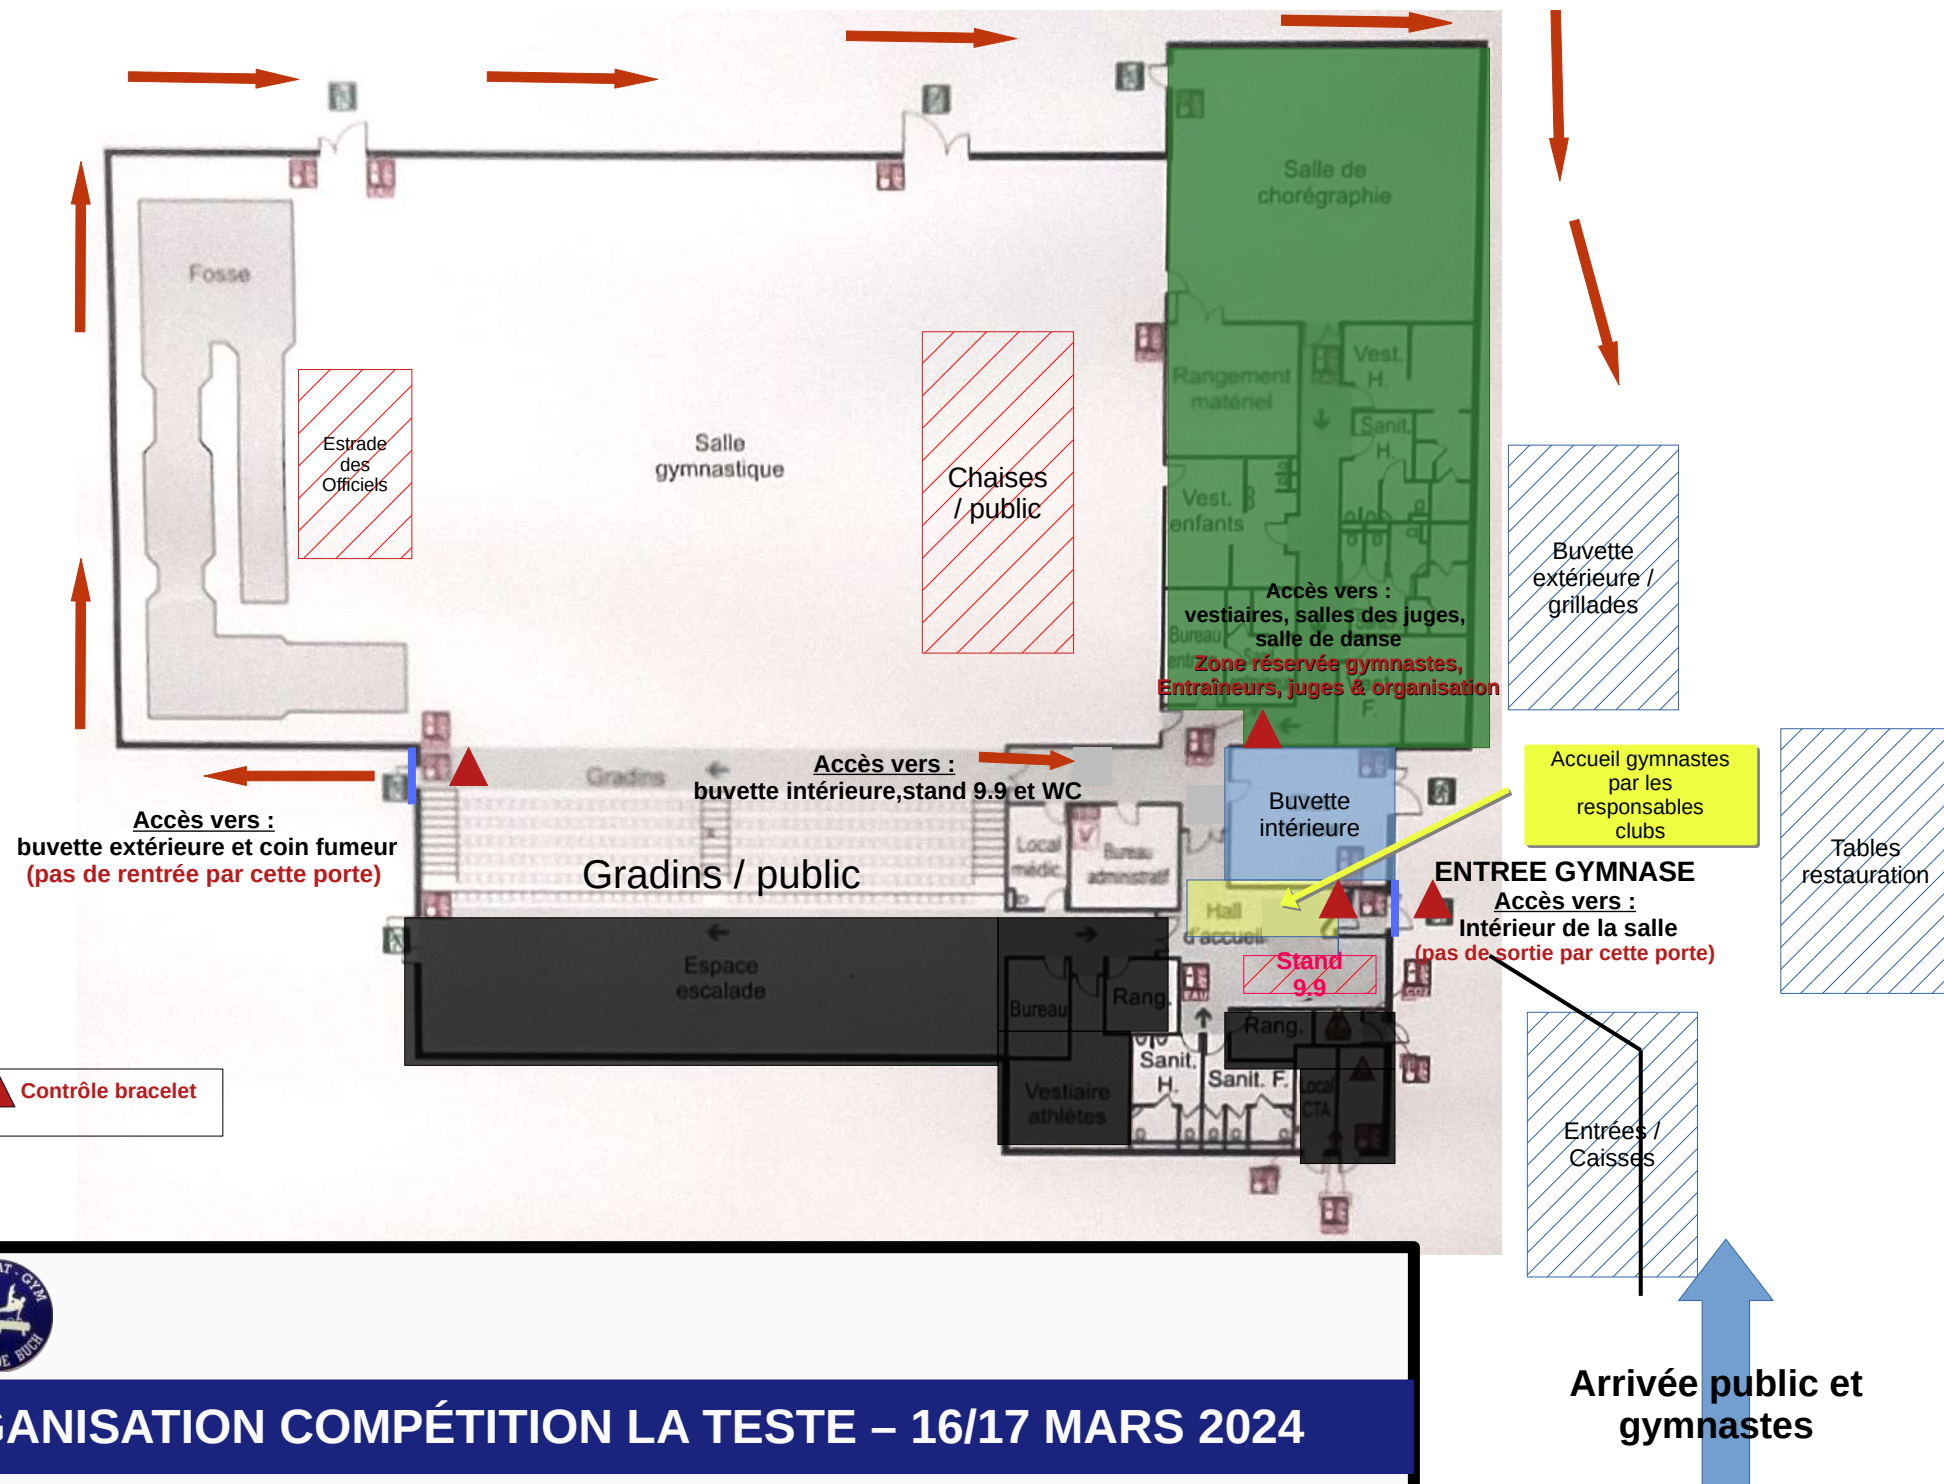 Salle de
chorégraphie
Fosse
Rangement
matériel
Vest.
H.
Sanit.
H.
Estrade
des
Officiels
Salle
gymnastique
Chaises
/ public
Vest.
enfants
Buvette
extérieure /
grillades
Accès vers :
vestiaires, salles des juges,
salle de danse
Zone réservée gymnastes,
Entraîneurs, juges & organisation
Bureau
F.
Accueil gymnastes
par les
responsables
clubs
Gradins
Accès vers :
buvette intérieure,stand 9.9 et WC
Buvette
intérieure
Accès vers :
buvette extérieure et coin fumeur
(pas de rentrée par cette porte)
Local
médic.
Bureau
administratif
Gradins / public
Tables
restauration
ENTREE GYMNASE
Accès vers :
Intérieur de la salle
(pas de sortie par cette porte)
Hall
d'accueil
Stand
9.9
Espace
escalade
Bureau
Rang.
Rang.
Sanit.
H.
Sanit. F.
Local
CTA
Vestiaire
athlètes
Contrôle bracelet
Entrées /
Caisses
GYM
DE BUCH
GANISATION COMPÉTITION LA TESTE – 16/17 MARS 2024
Arrivée public et
gymnastes